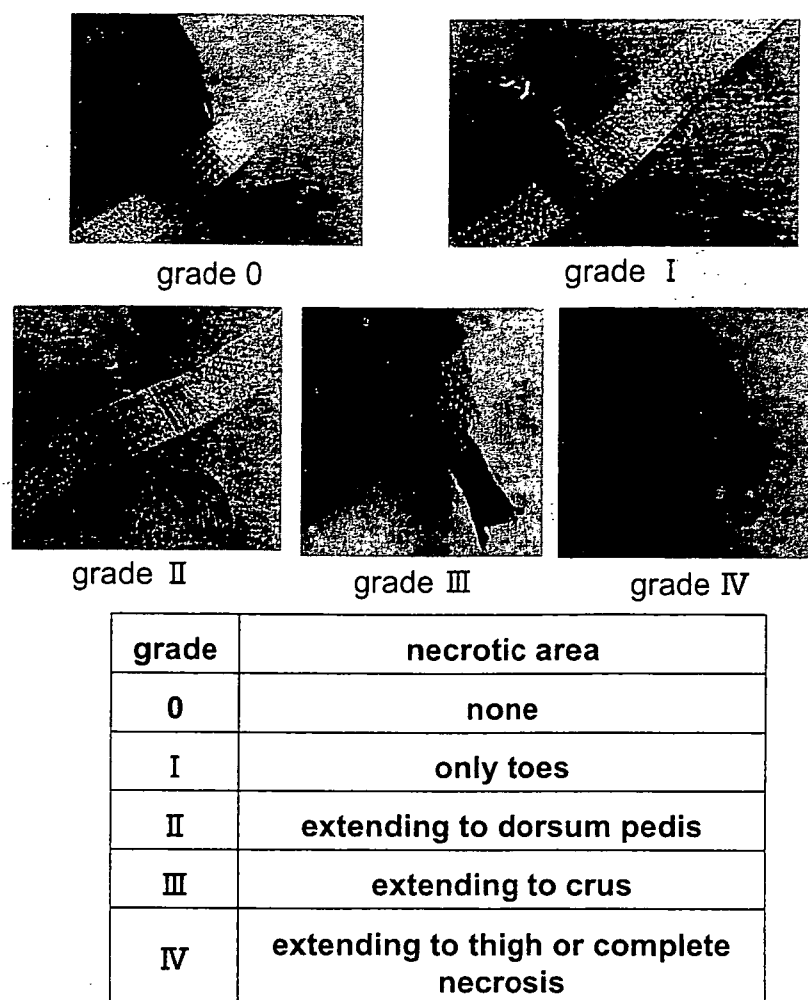 grade 0
grade Ⅰ
grade Ⅱ
grade Ⅲ
grade Ⅳ
grade necrotic area
0 none
Ⅰ only toes
Ⅱ extending to dorsum pedis
Ⅲ extending to crus
Ⅳ extending to thigh or complete
necrosis